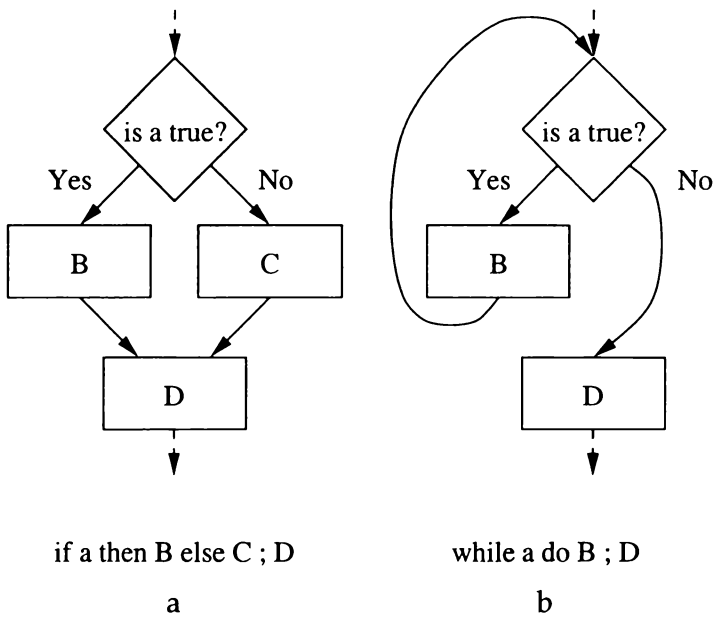 is a true?
Yes
No
B
C
D
if a then B else C ; D
a
is a true?
Yes
No
B
D
while a do B ; D
b